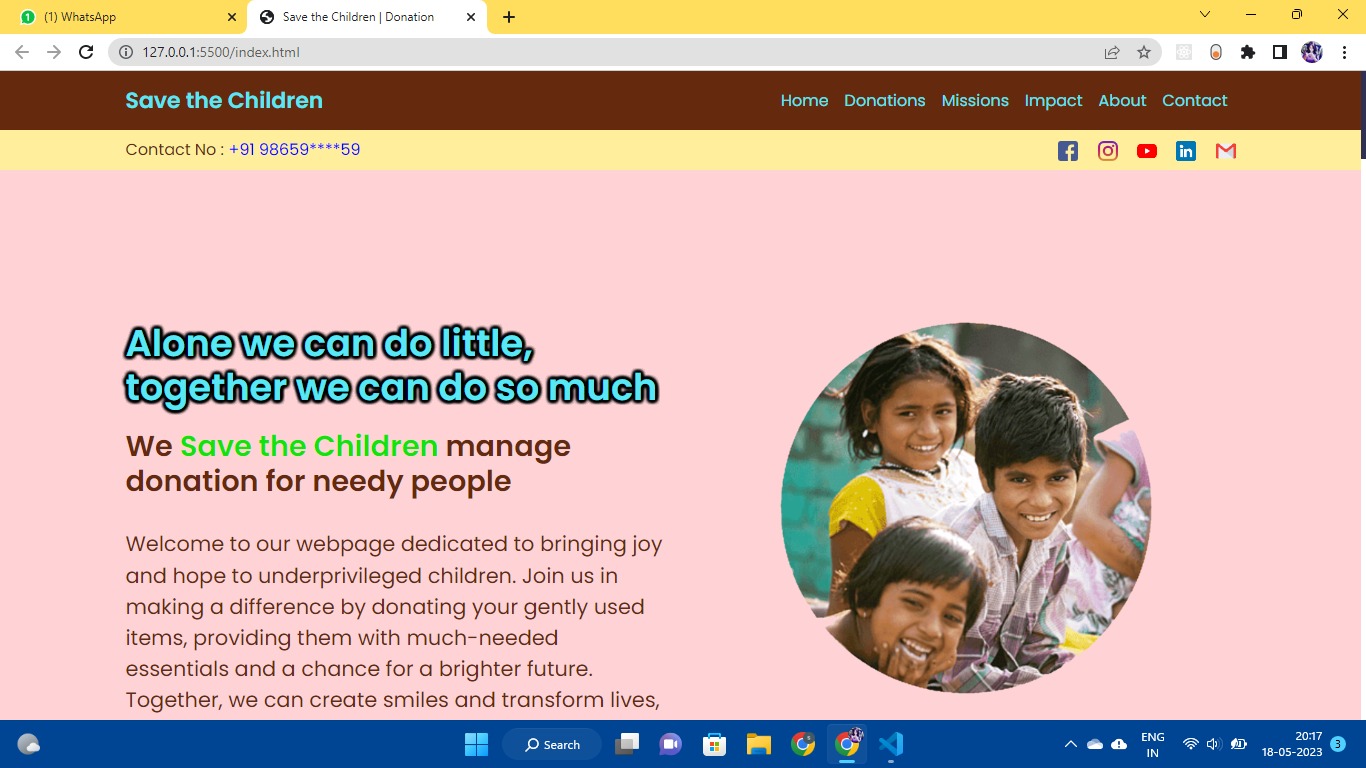 (1) WhatsApp
Save the Children | Donation
127.0.0.1:5500/index.html
Save the Children
Home Donations Missions Impact About Contact
Contact No : +91 98659****59
Alone we can do little,
together we can do so much
We Save the Children manage
donation for needy people
Welcome to our webpage dedicated to bringing joy
and hope to underprivileged children. Join us in
making a difference by donating your gently used
items, providing them with much-needed
essentials and a chance for a brighter future.
Together, we can create smiles and transform lives,
Search
ENG
IN
20:17
18-05-2023
3